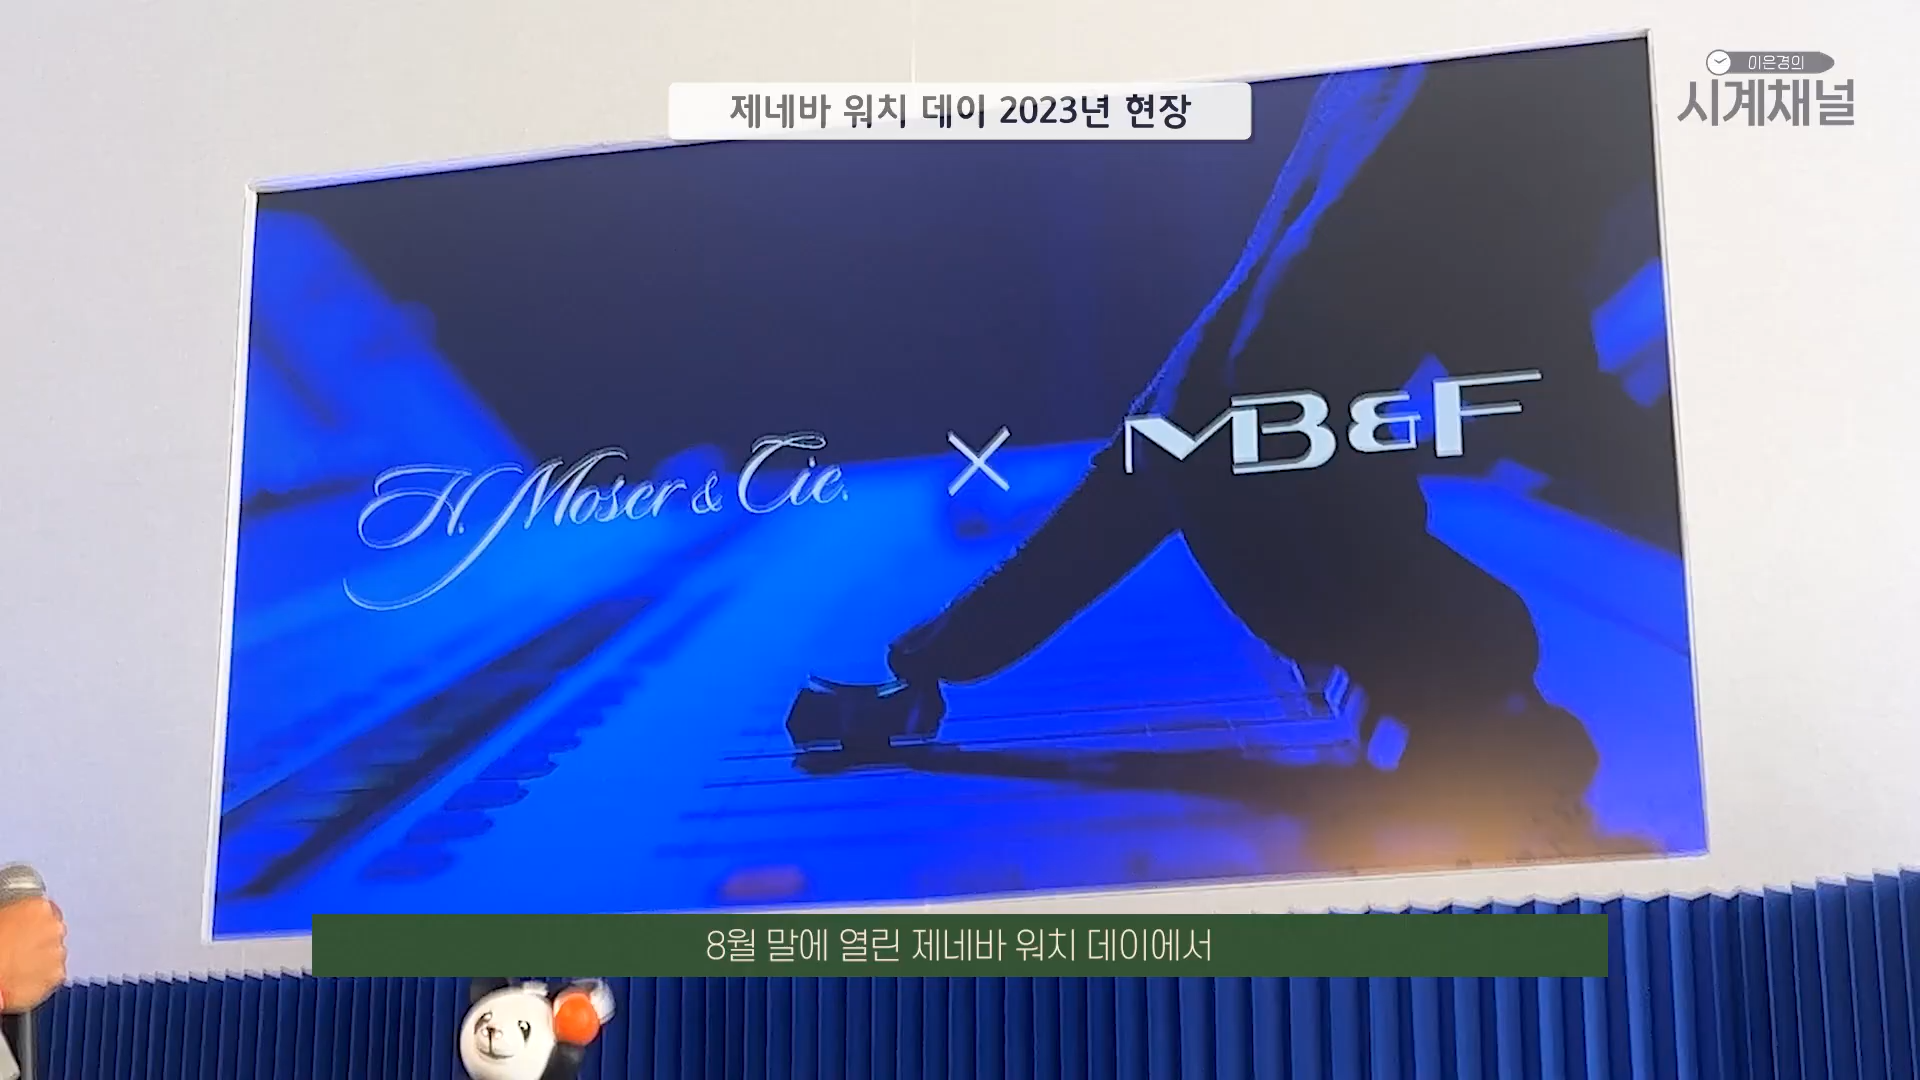 이은경의
시계채널
제네바 워치 데이 2023년 현장
H. Moser & Cie. × MB&F
8월 말에 열린 제네바 워치 데이에서